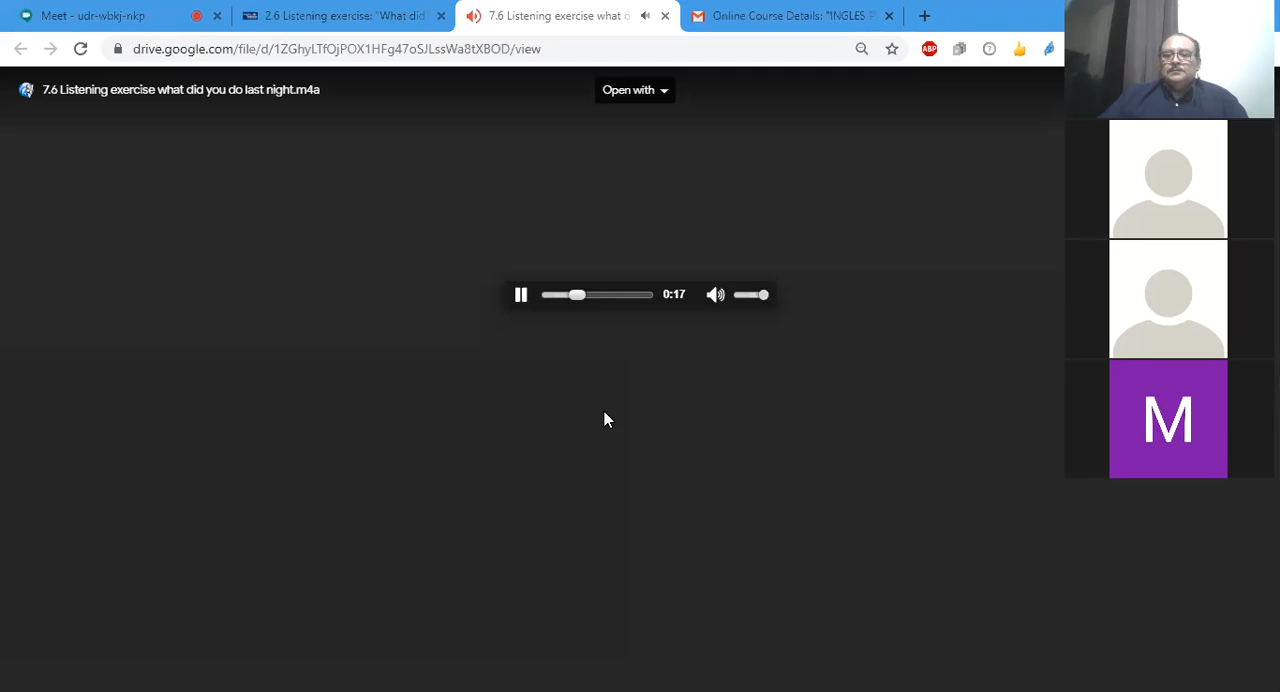 Meet - udr-wbkj-nkp
2.6 Listening exercise: "What did
7.6 Listening exercise what d
Online Course Details: "INGLES P
drive.google.com/file/d/1ZGhyLTfOjPOX1HFg47oSJLssWa8tXBOD/view
ABP
7.6 Listening exercise what did you do last night.m4a
Open with
0:17
M